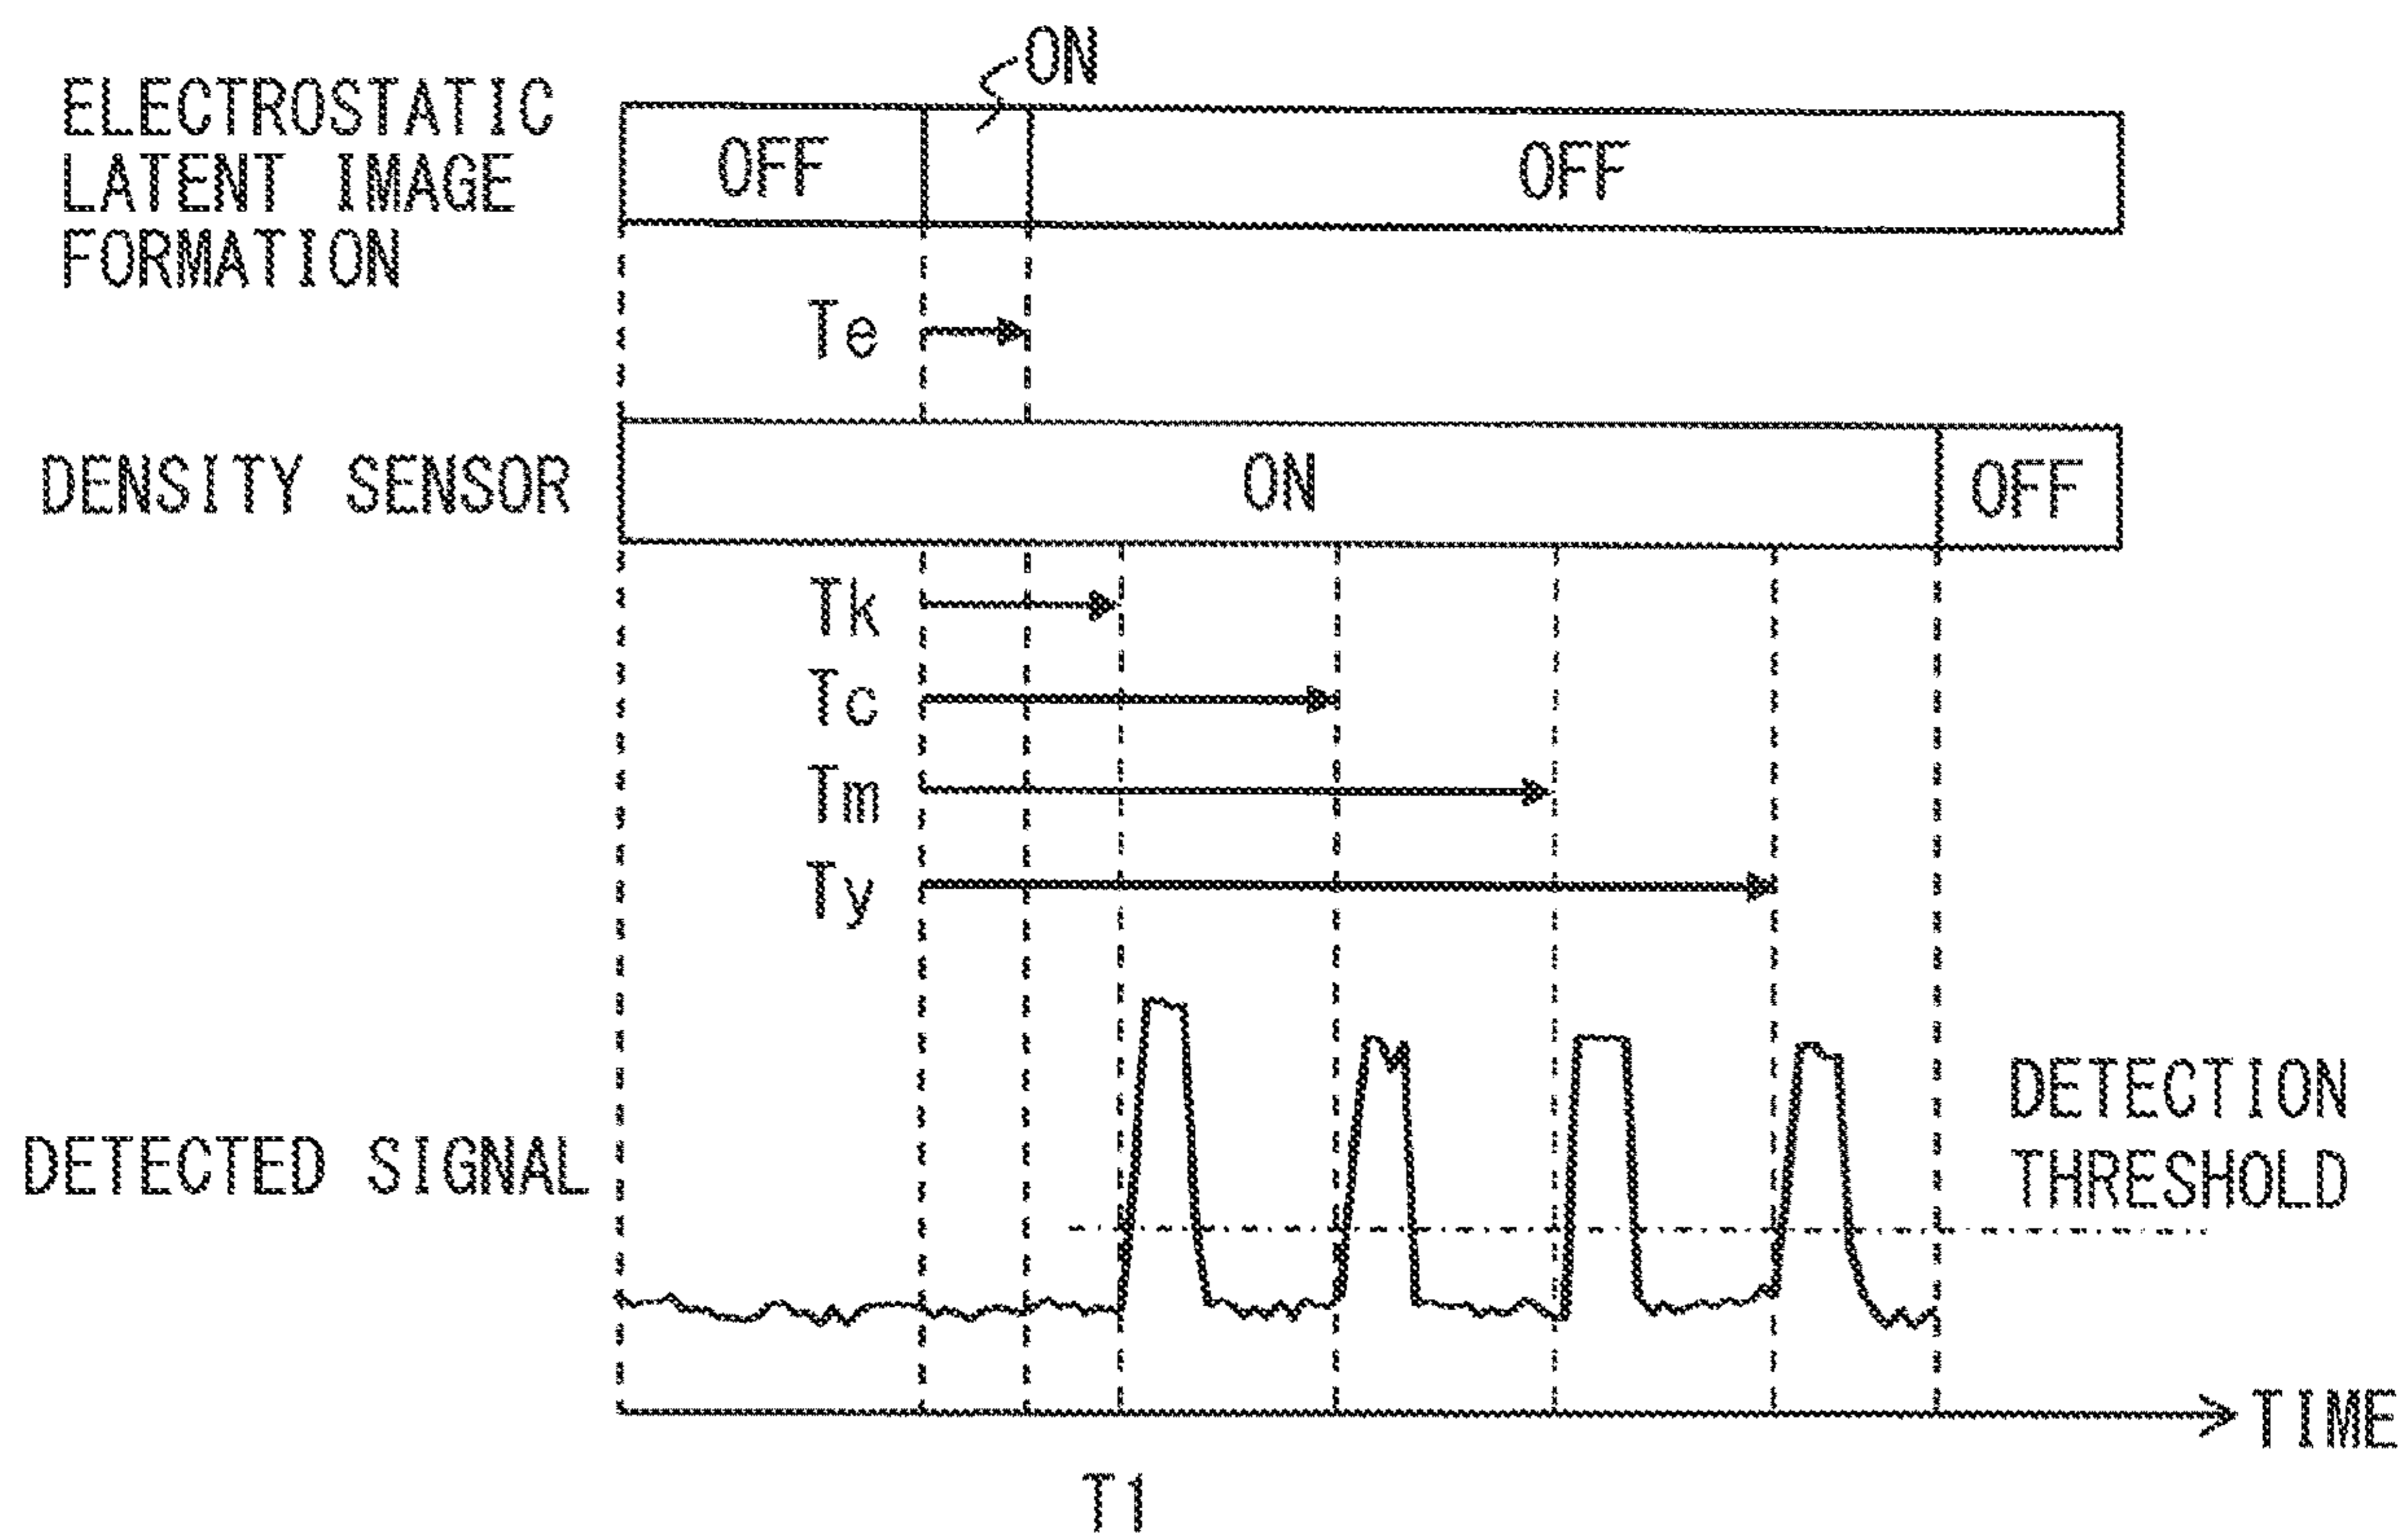 ON
ELECTROSTATIC
LATENT IMAGE
FORMATION
OFF
OFF
Te
DENSITY SENSOR
ON
OFF
Tk
Tc
Tm
Ty
DETECTED SIGNAL
DETECTION
THRESHOLD
TIME
T1